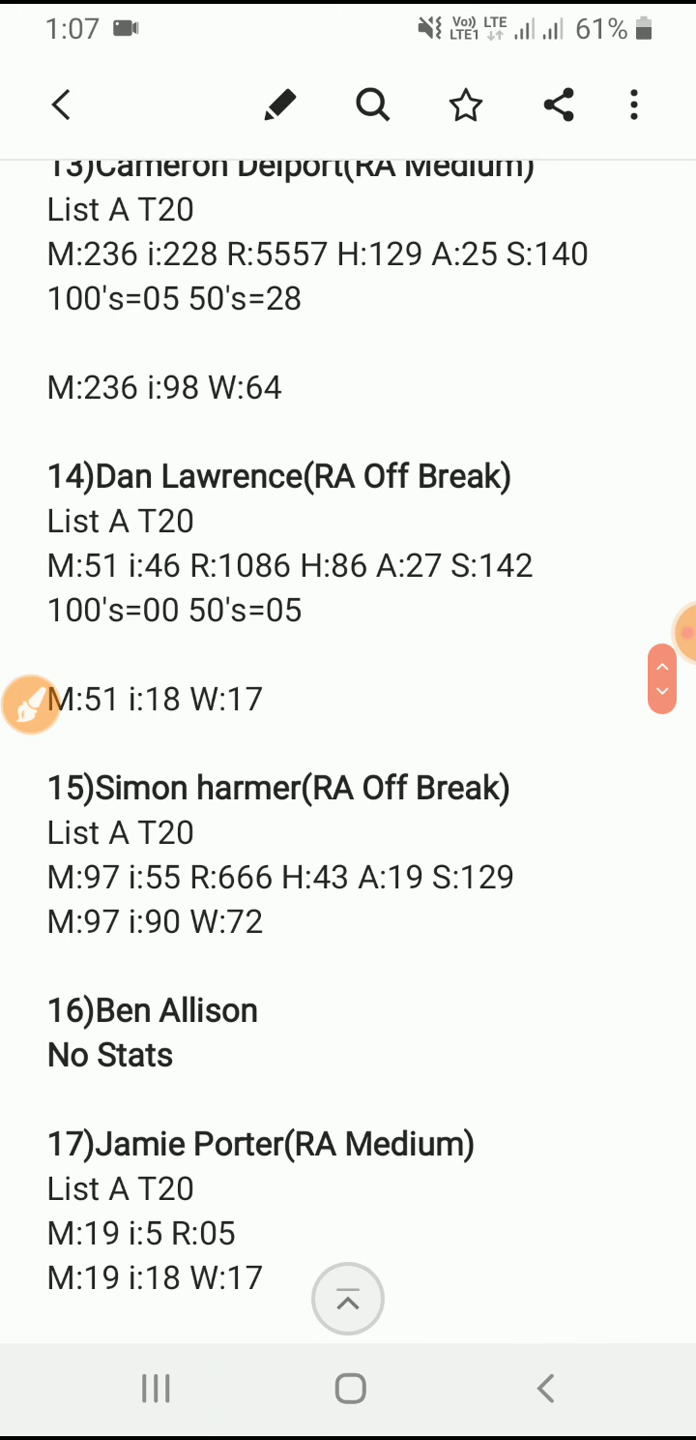 1:07
Vo)) LTE
LTE1
61%
13)Cameron Delport(RA Medium)
List A T20
M:236 i:228 R:5557 H:129 A:25 S:140
100's=05 50's=28
M:236 i:98 W:64
14)Dan Lawrence(RA Off Break)
List A T20
M:51 i:46 R:1086 H:86 A:27 S:142
100's=00 50's=05
M:51 i:18 W:17
15)Simon harmer(RA Off Break)
List A T20
M:97 i:55 R:666 H:43 A:19 S:129
M:97 i:90 W:72
16)Ben Allison
No Stats
17)Jamie Porter(RA Medium)
List A T20
M:19 i:5 R:05
M:19 i:18 W:17